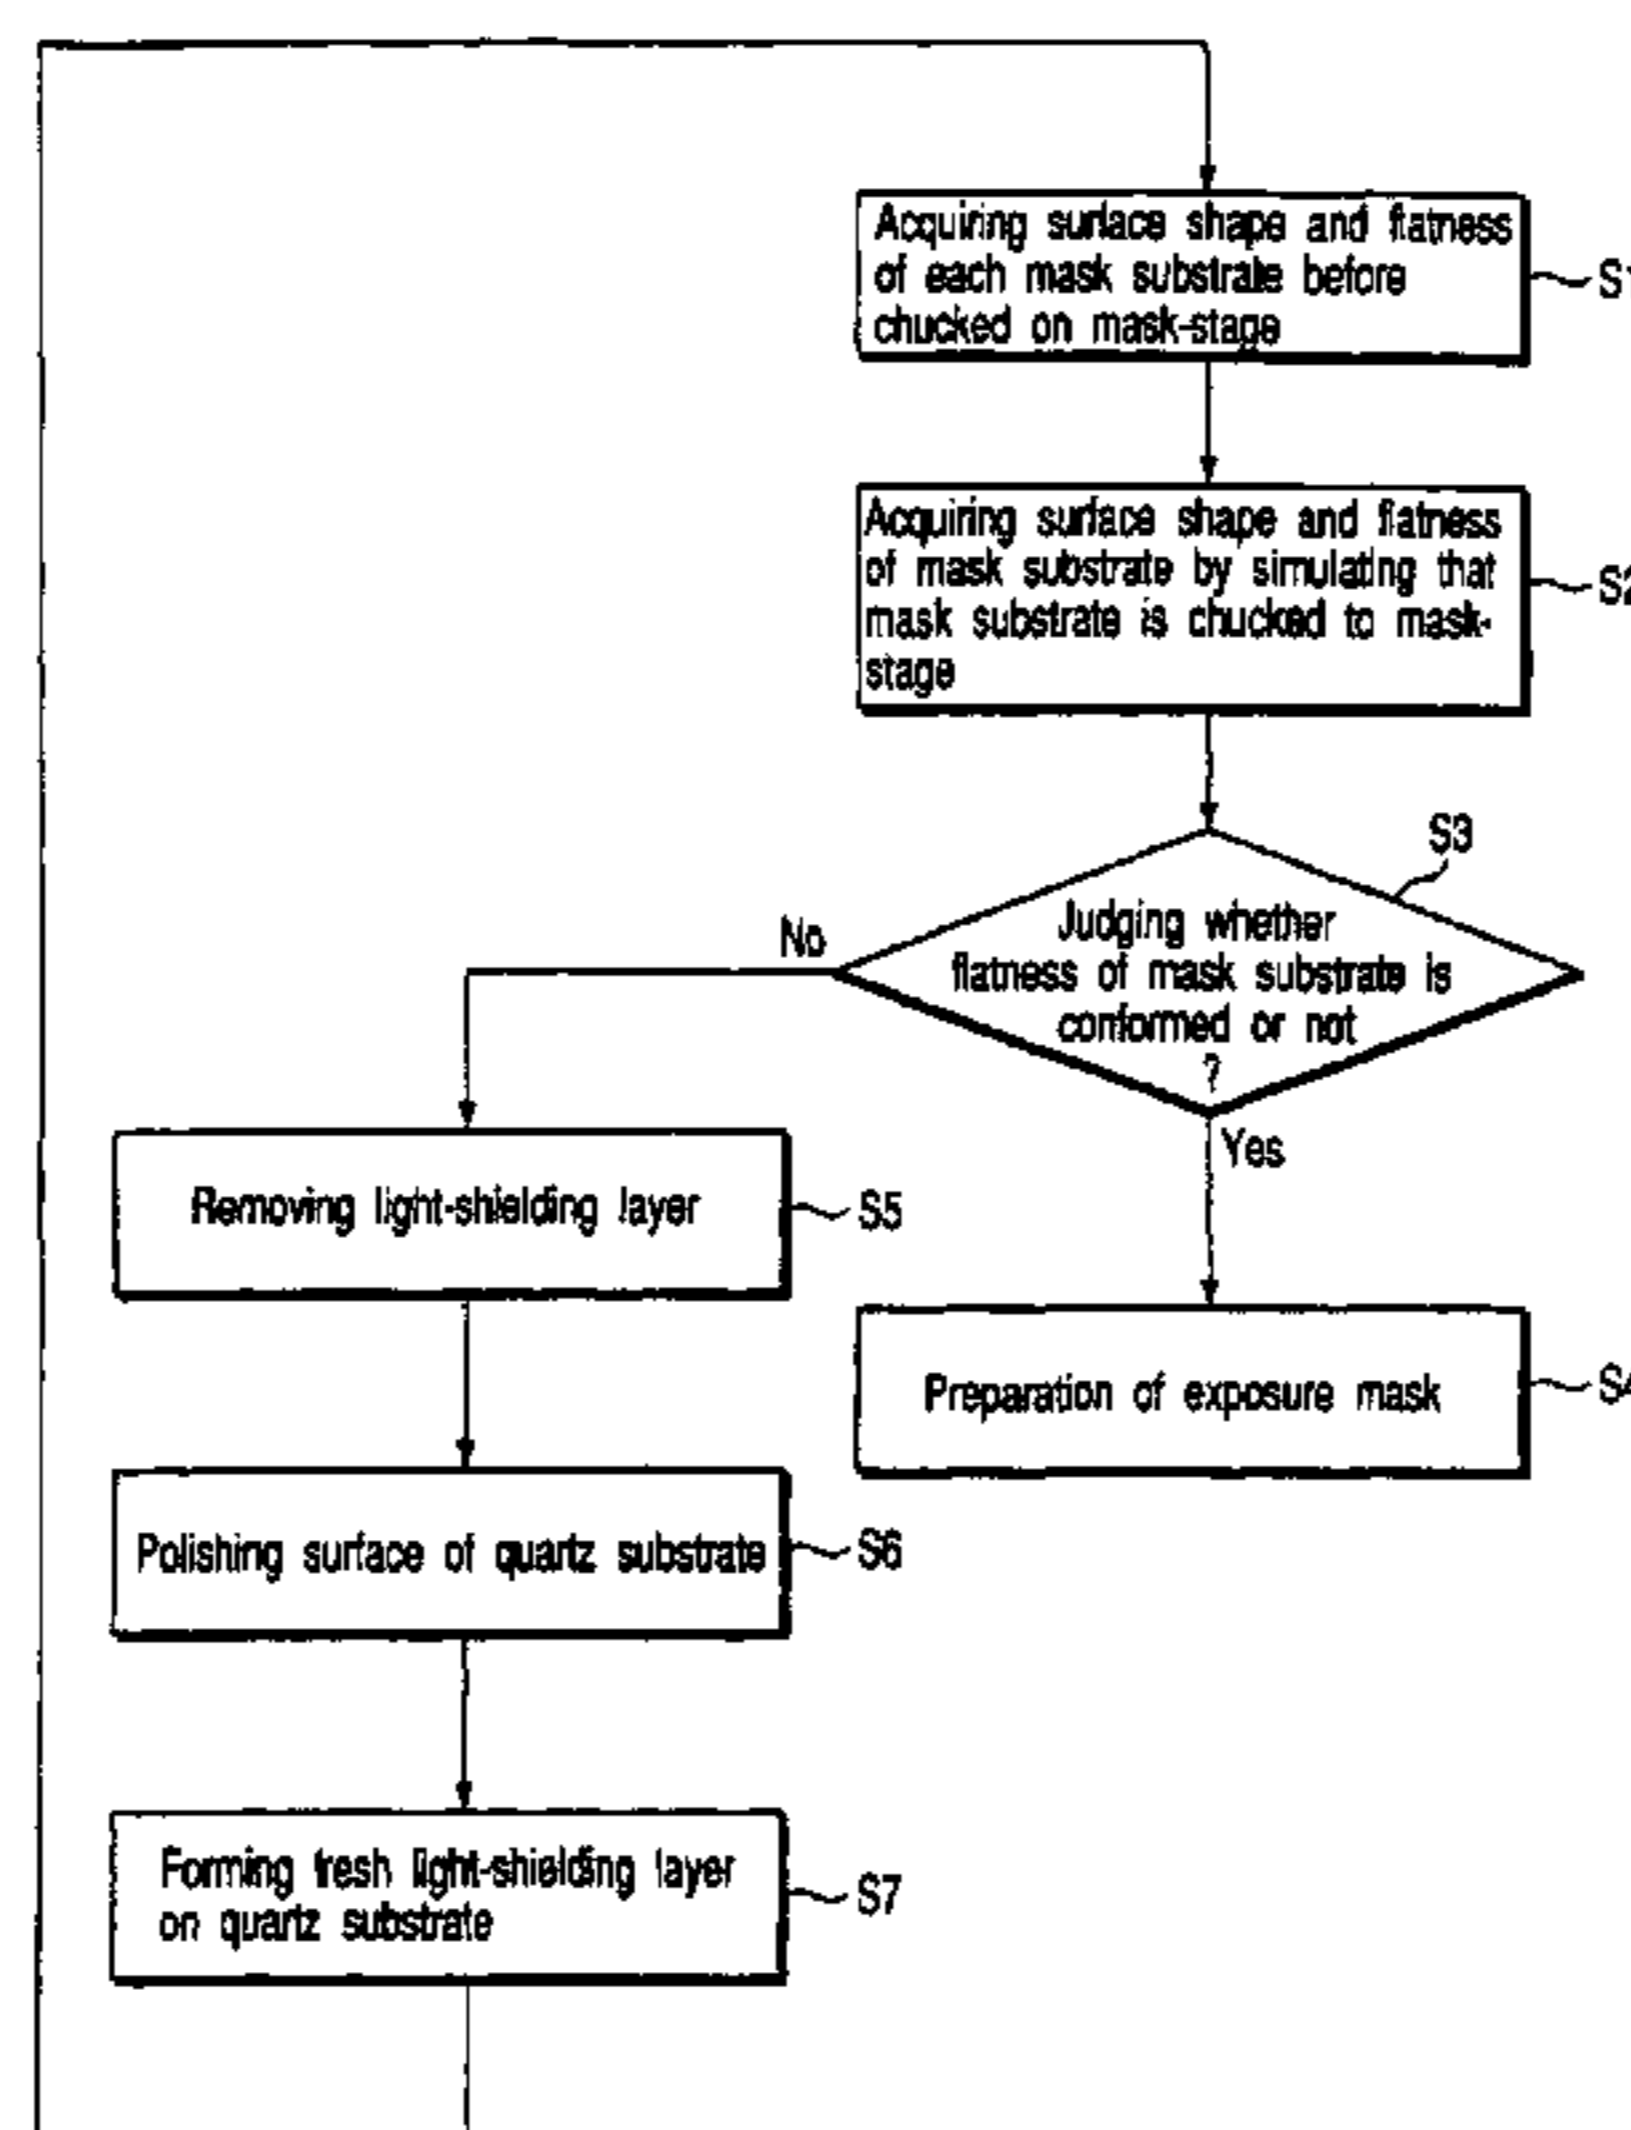 Acquiring surface shape and flatness
of each mask substrate before
chucked on mask-stage
S1
Acquiring surface shape and flatness
of mask substrate by simulating that
mask substrate is chucked to mask-
stage
S2
S3
Judging whether
flatness of mask substrate is
conformed or not
?
No
Yes
Removing light-shielding layer
S5
Preparation of exposure mask
S4
Polishing surface of quartz substrate
S6
Forming fresh light-shielding layer
on quartz substrate
S7